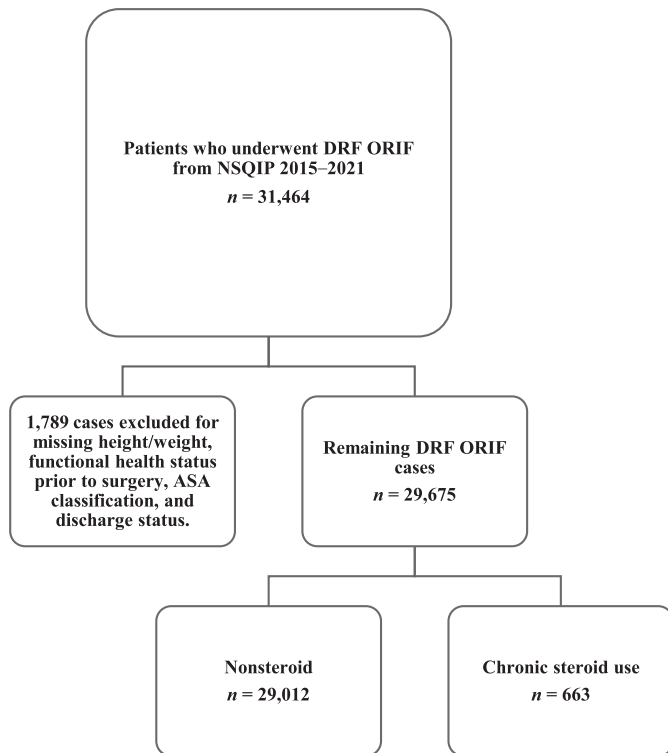 Patients who underwent DRF ORIF
from NSQIP 2015–2021
n = 31,464
1,789 cases excluded for
missing height/weight,
functional health status
prior to surgery, ASA
classification, and
discharge status.
Remaining DRF ORIF
cases
n = 29,675
Nonsteroid
n = 29,012
Chronic steroid use
n = 663